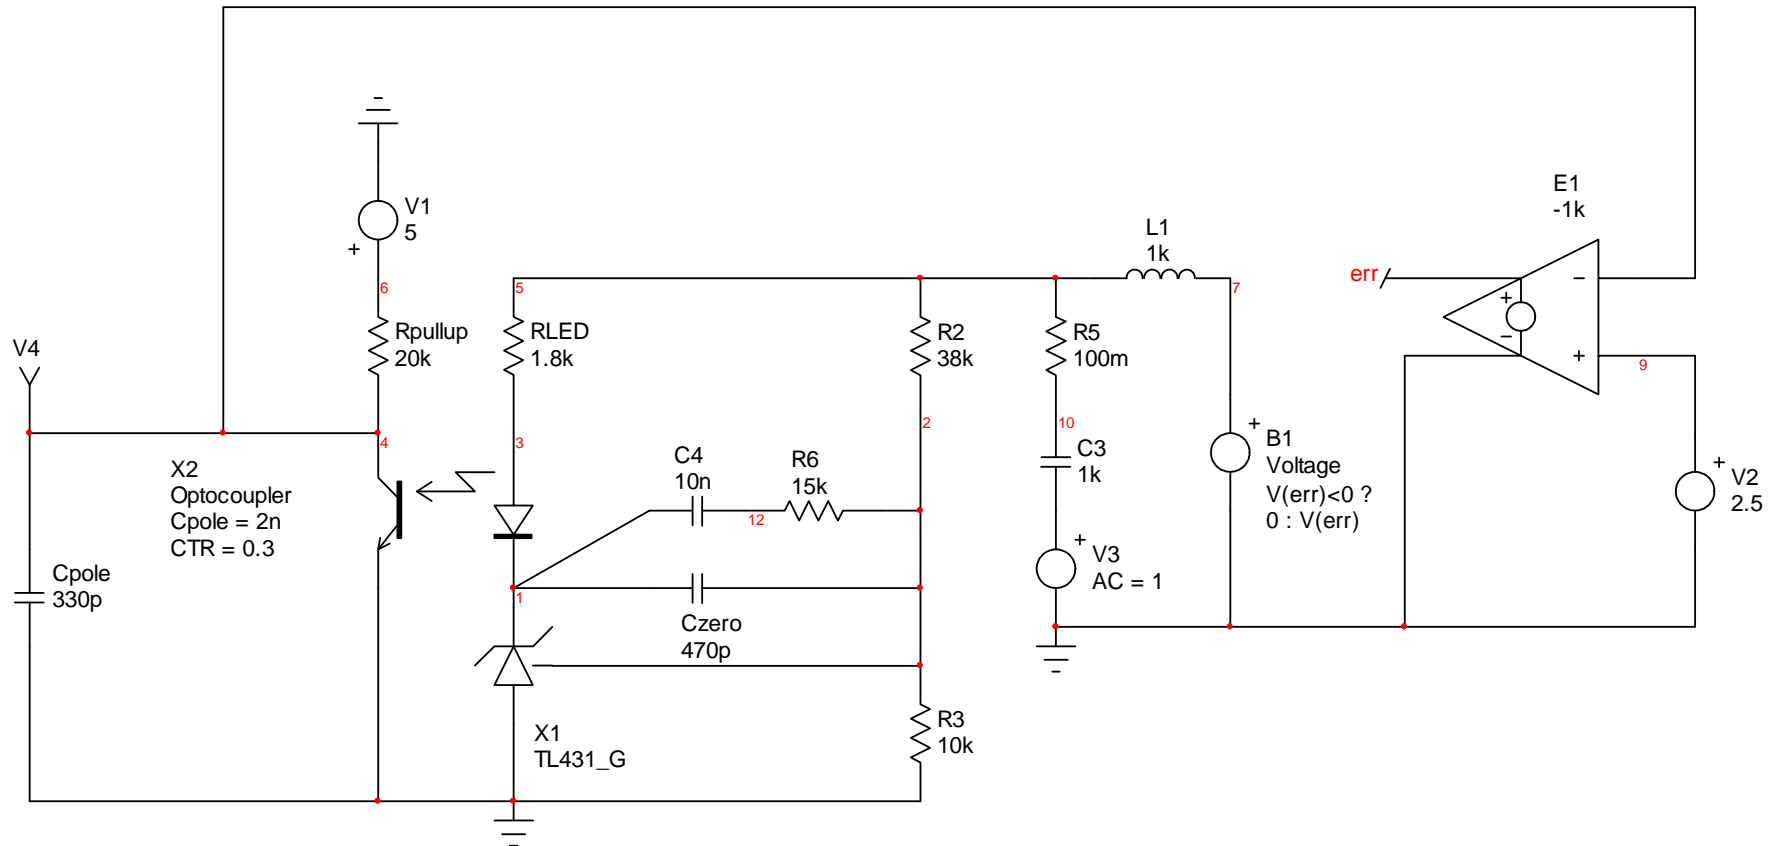 E1
-1k
V1
5
+
L1
1k
err
+
-
-
+
6
5
7
Rpullup
20k
RLED
1.8k
R2
38k
R5
100m
V4
9
4
3
2
10
+
B1
Voltage
V(err)<0 ?
0 : V(err)
C3
1k
X2
Optocoupler
Cpole = 2n
CTR = 0.3
C4
10n
R6
15k
12
+
V2
2.5
+
V3
AC = 1
Cpole
330p
1
Czero
470p
X1
TL431_G
R3
10k